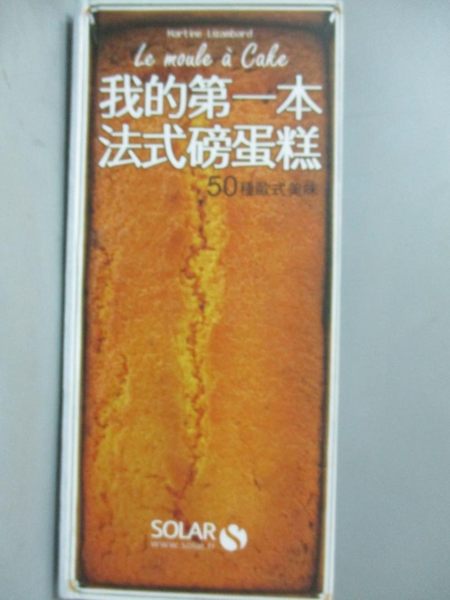 Martine Lizambard
Le moule à Cake
我的第一本
法式磅蛋糕
50種歐式美味
SOLAR
www.solar.fr